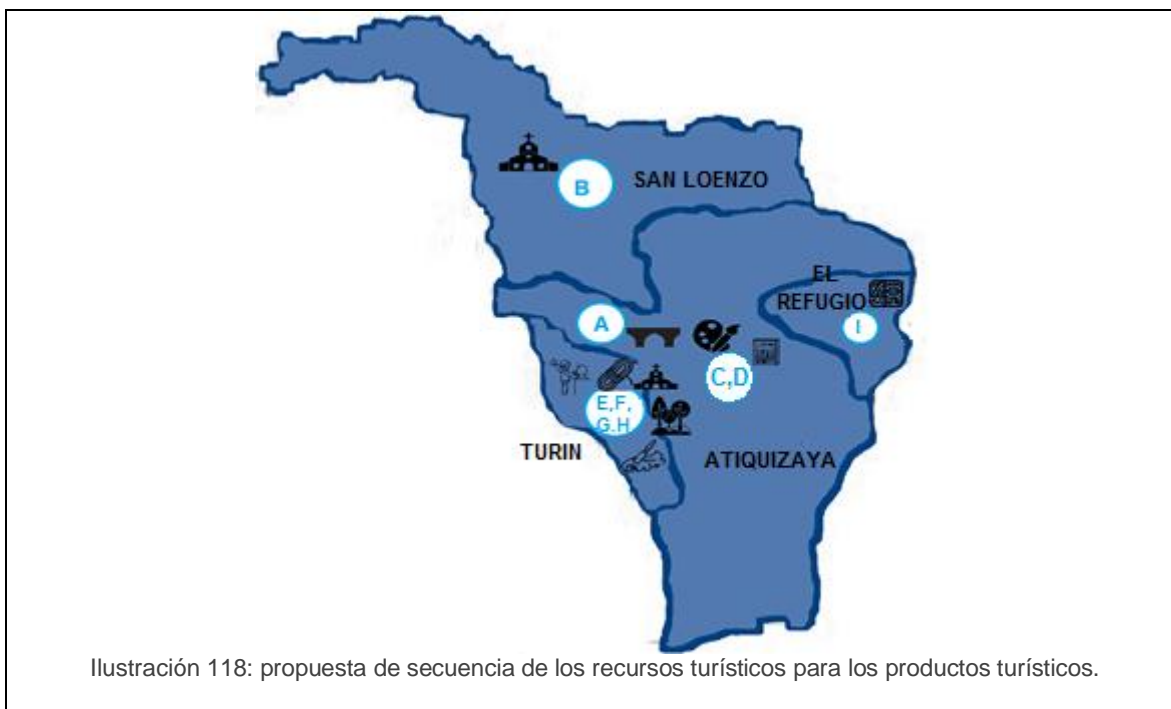 B
SAN LOENZO
EL
REFUGIO
I
A
C,D
E,F,
G.H
TURIN
ATIQUIZAYA
Ilustración 118: propuesta de secuencia de los recursos turísticos para los productos turísticos.